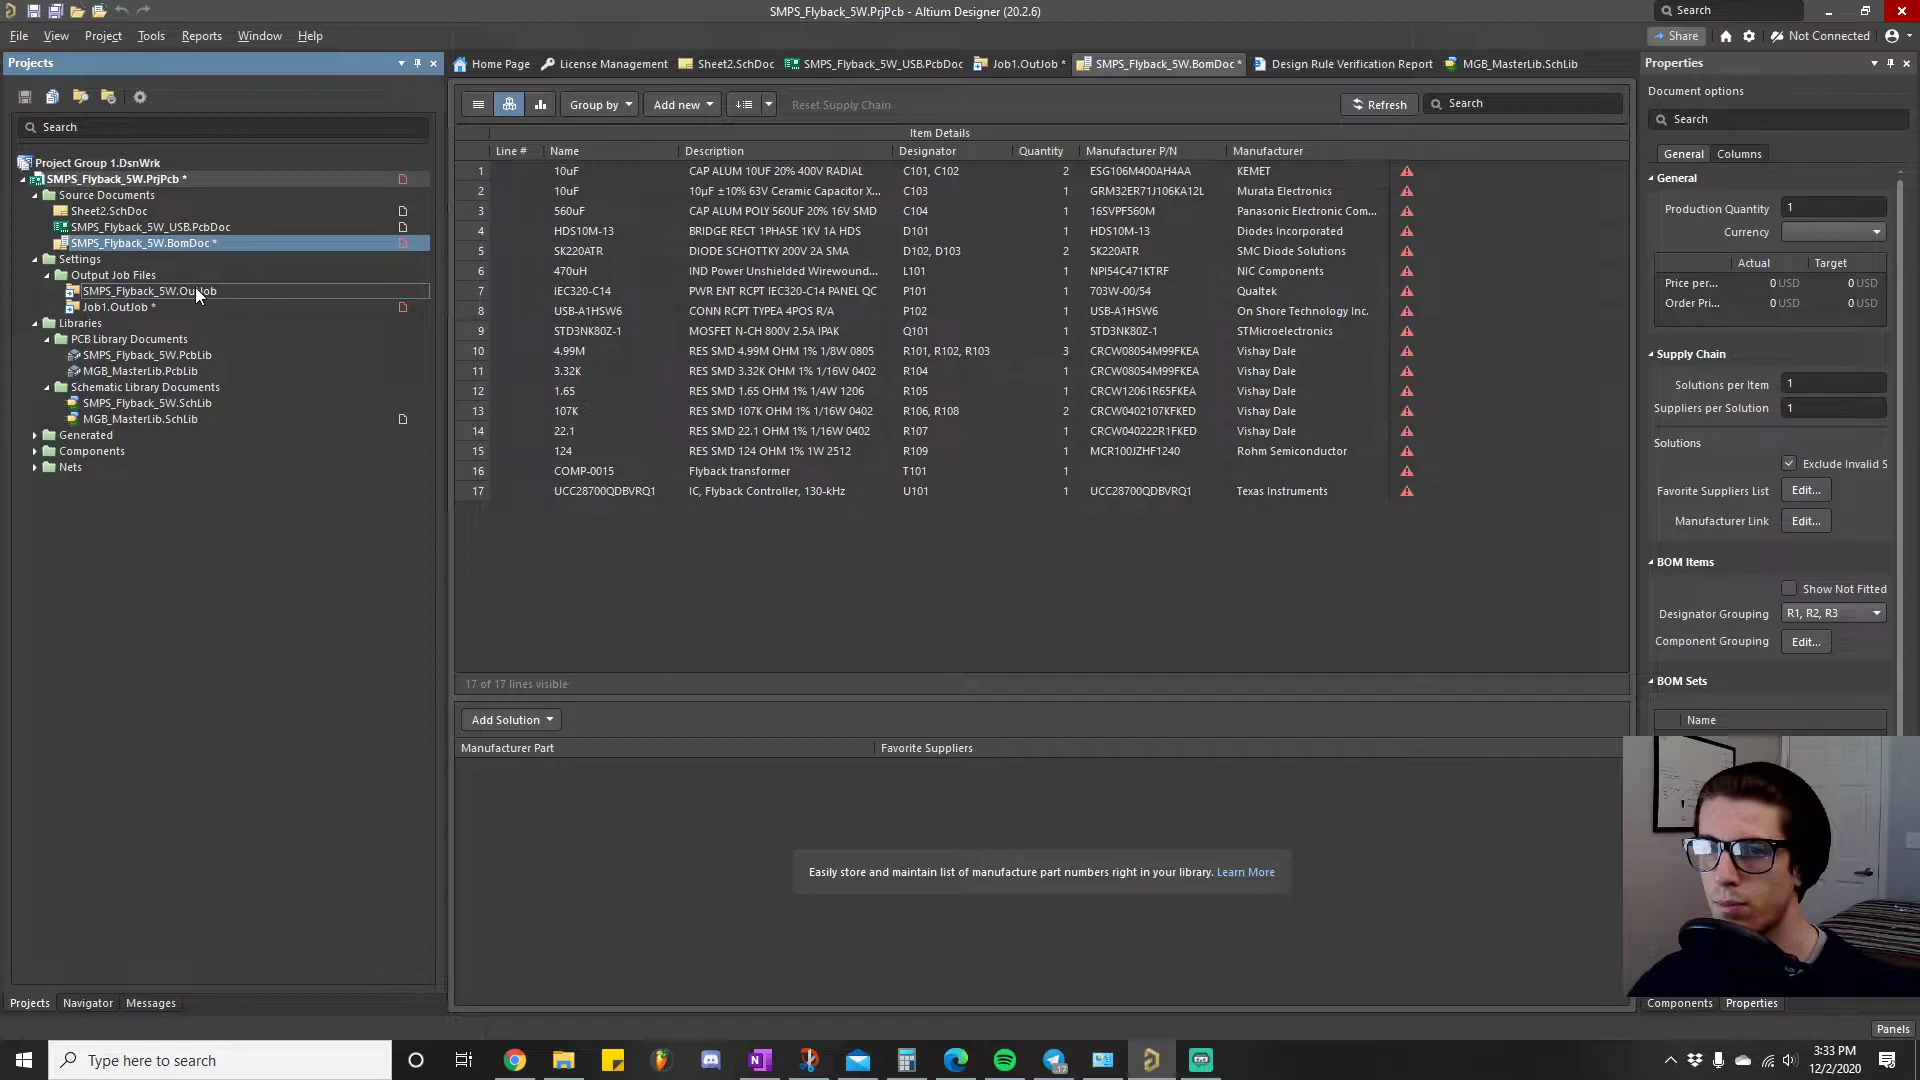 SMPS_Flyback_5W.PrjPcb - Altium Designer (20.2.6)
Search
File View Project Tools Reports Window Help
Share
Not Connected
Projects
Home Page License Management Sheet2.SchDoc SMPS_Flyback_5W_USB.PcbDoc Job1.OutJob * SMPS_Flyback_5W.BomDoc * Design Rule Verification Report MGB_MasterLib.SchLib
Properties
Search
Project Group 1.DsnWrk
SMPS_Flyback_5W.PrjPcb *
Source Documents
Sheet2.SchDoc
SMPS_Flyback_5W_USB.PcbDoc
SMPS_Flyback_5W.BomDoc *
Settings
Output Job Files
SMPS_Flyback_5W.OutJob
Job1.OutJob *
Libraries
PCB Library Documents
SMPS_Flyback_5W.PcbLib
MGB_MasterLib.PcbLib
Schematic Library Documents
SMPS_Flyback_5W.SchLib
MGB_MasterLib.SchLib
Generated
Components
Nets
Projects Navigator Messages
Group by Add new Reset Supply Chain Refresh Search
Item Details
Line # Name Description Designator Quantity Manufacturer P/N Manufacturer
1 10uF CAP ALUM 10UF 20% 400V RADIAL C101, C102 2 ESG106M400AH4AA KEMET
2 10uF 10µF ±10% 63V Ceramic Capacitor X... C103 1 GRM32ER71J106KA12L Murata Electronics
3 560uF CAP ALUM POLY 560UF 20% 16V SMD C104 1 16SVPF560M Panasonic Electronic Com...
4 HDS10M-13 BRIDGE RECT 1PHASE 1KV 1A HDS D101 1 HDS10M-13 Diodes Incorporated
5 SK220ATR DIODE SCHOTTKY 200V 2A SMA D102, D103 2 SK220ATR SMC Diode Solutions
6 470uH IND Power Unshielded Wirewound... L101 1 NPI54C471KTRF NIC Components
7 IEC320-C14 PWR ENT RCPT IEC320-C14 PANEL QC P101 1 703W-00/54 Qualtek
8 USB-A1HSW6 CONN RCPT TYPEA 4POS R/A P102 1 USB-A1HSW6 On Shore Technology Inc.
9 STD3NK80Z-1 MOSFET N-CH 800V 2.5A IPAK Q101 1 STD3NK80Z-1 STMicroelectronics
10 4.99M RES SMD 4.99M OHM 1% 1/8W 0805 R101, R102, R103 3 CRCW08054M99FKEA Vishay Dale
11 3.32K RES SMD 3.32K OHM 1% 1/16W 0402 R104 1 CRCW08054M99FKEA Vishay Dale
12 1.65 RES SMD 1.65 OHM 1% 1/4W 1206 R105 1 CRCW12061R65FKEA Vishay Dale
13 107K RES SMD 107K OHM 1% 1/16W 0402 R106, R108 2 CRCW0402107KFKED Vishay Dale
14 22.1 RES SMD 22.1 OHM 1% 1/16W 0402 R107 1 CRCW040222R1FKED Vishay Dale
15 124 RES SMD 124 OHM 1% 1W 2512 R109 1 MCR100JZHF1240 Rohm Semiconductor
16 COMP-0015 Flyback transformer T101 1
17 UCC28700QDBVRQ1 IC, Flyback Controller, 130-kHz U101 1 UCC28700QDBVRQ1 Texas Instruments
17 of 17 lines visible
Add Solution
Manufacturer Part Favorite Suppliers
Easily store and maintain list of manufacture part numbers right in your library. Learn More
Document options
Search
General Columns
General
Production Quantity 1
Currency
Actual Target
Price per... 0 USD 0 USD
Order Pri... 0 USD 0 USD
Supply Chain
Solutions per Item 1
Suppliers per Solution 1
Solutions
Exclude Invalid S
Favorite Suppliers List Edit...
Manufacturer Link Edit...
BOM Items
Show Not Fitted
Designator Grouping R1, R2, R3
Component Grouping Edit...
BOM Sets
Name
Components Properties
Panels
Type here to search
17
3:33 PM
12/2/2020